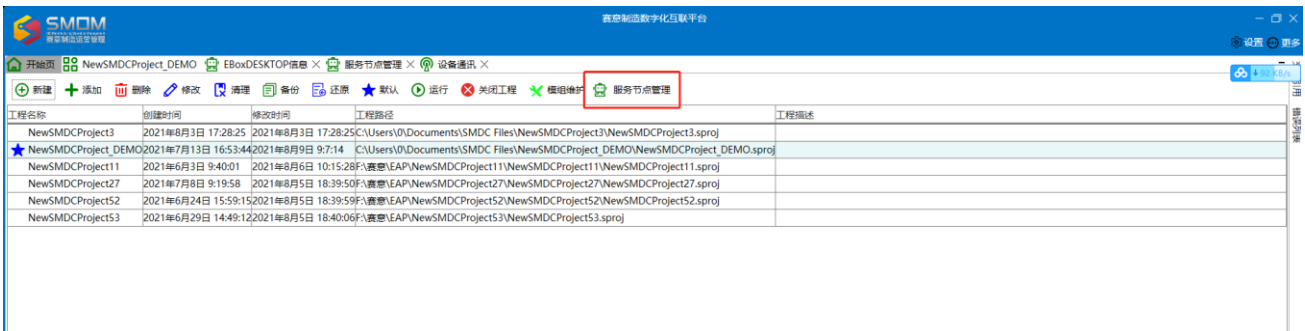 SMOM
赛意制造运营管理
赛意制造数字化互联平台
设置 更多
开始页 NewSMDCProject_DEMO EBoxDESKTOP信息 服务节点管理 设备通讯
92 KB/s
新建 添加 删除 修改 清理 备份 还原 默认 运行 关闭工程 模组维护 服务节点管理
工程名称 创建时间 修改时间 工程路径 工程描述
NewSMDCProject3 2021年8月3日 17:28:25 2021年8月3日 17:28:25 C:\Users\0\Documents\SMDC Files\NewSMDCProject3\NewSMDCProject3.sproj
NewSMDCProject_DEMO 2021年7月13日 16:53:44 2021年8月9日 9:7:14 C:\Users\0\Documents\SMDC Files\NewSMDCProject_DEMO\NewSMDCProject_DEMO.sproj
NewSMDCProject11 2021年6月3日 9:40:01 2021年8月6日 10:15:28 F:\赛意\EAP\NewSMDCProject11\NewSMDCProject11\NewSMDCProject11.sproj
NewSMDCProject27 2021年7月8日 9:19:58 2021年8月5日 18:39:50 F:\赛意\EAP\NewSMDCProject27\NewSMDCProject27\NewSMDCProject27.sproj
NewSMDCProject52 2021年6月24日 15:59:15 2021年8月5日 18:39:59 F:\赛意\EAP\NewSMDCProject52\NewSMDCProject52\NewSMDCProject52.sproj
NewSMDCProject53 2021年6月29日 14:49:12 2021年8月5日 18:40:06 F:\赛意\EAP\NewSMDCProject53\NewSMDCProject53.sproj
错误列表